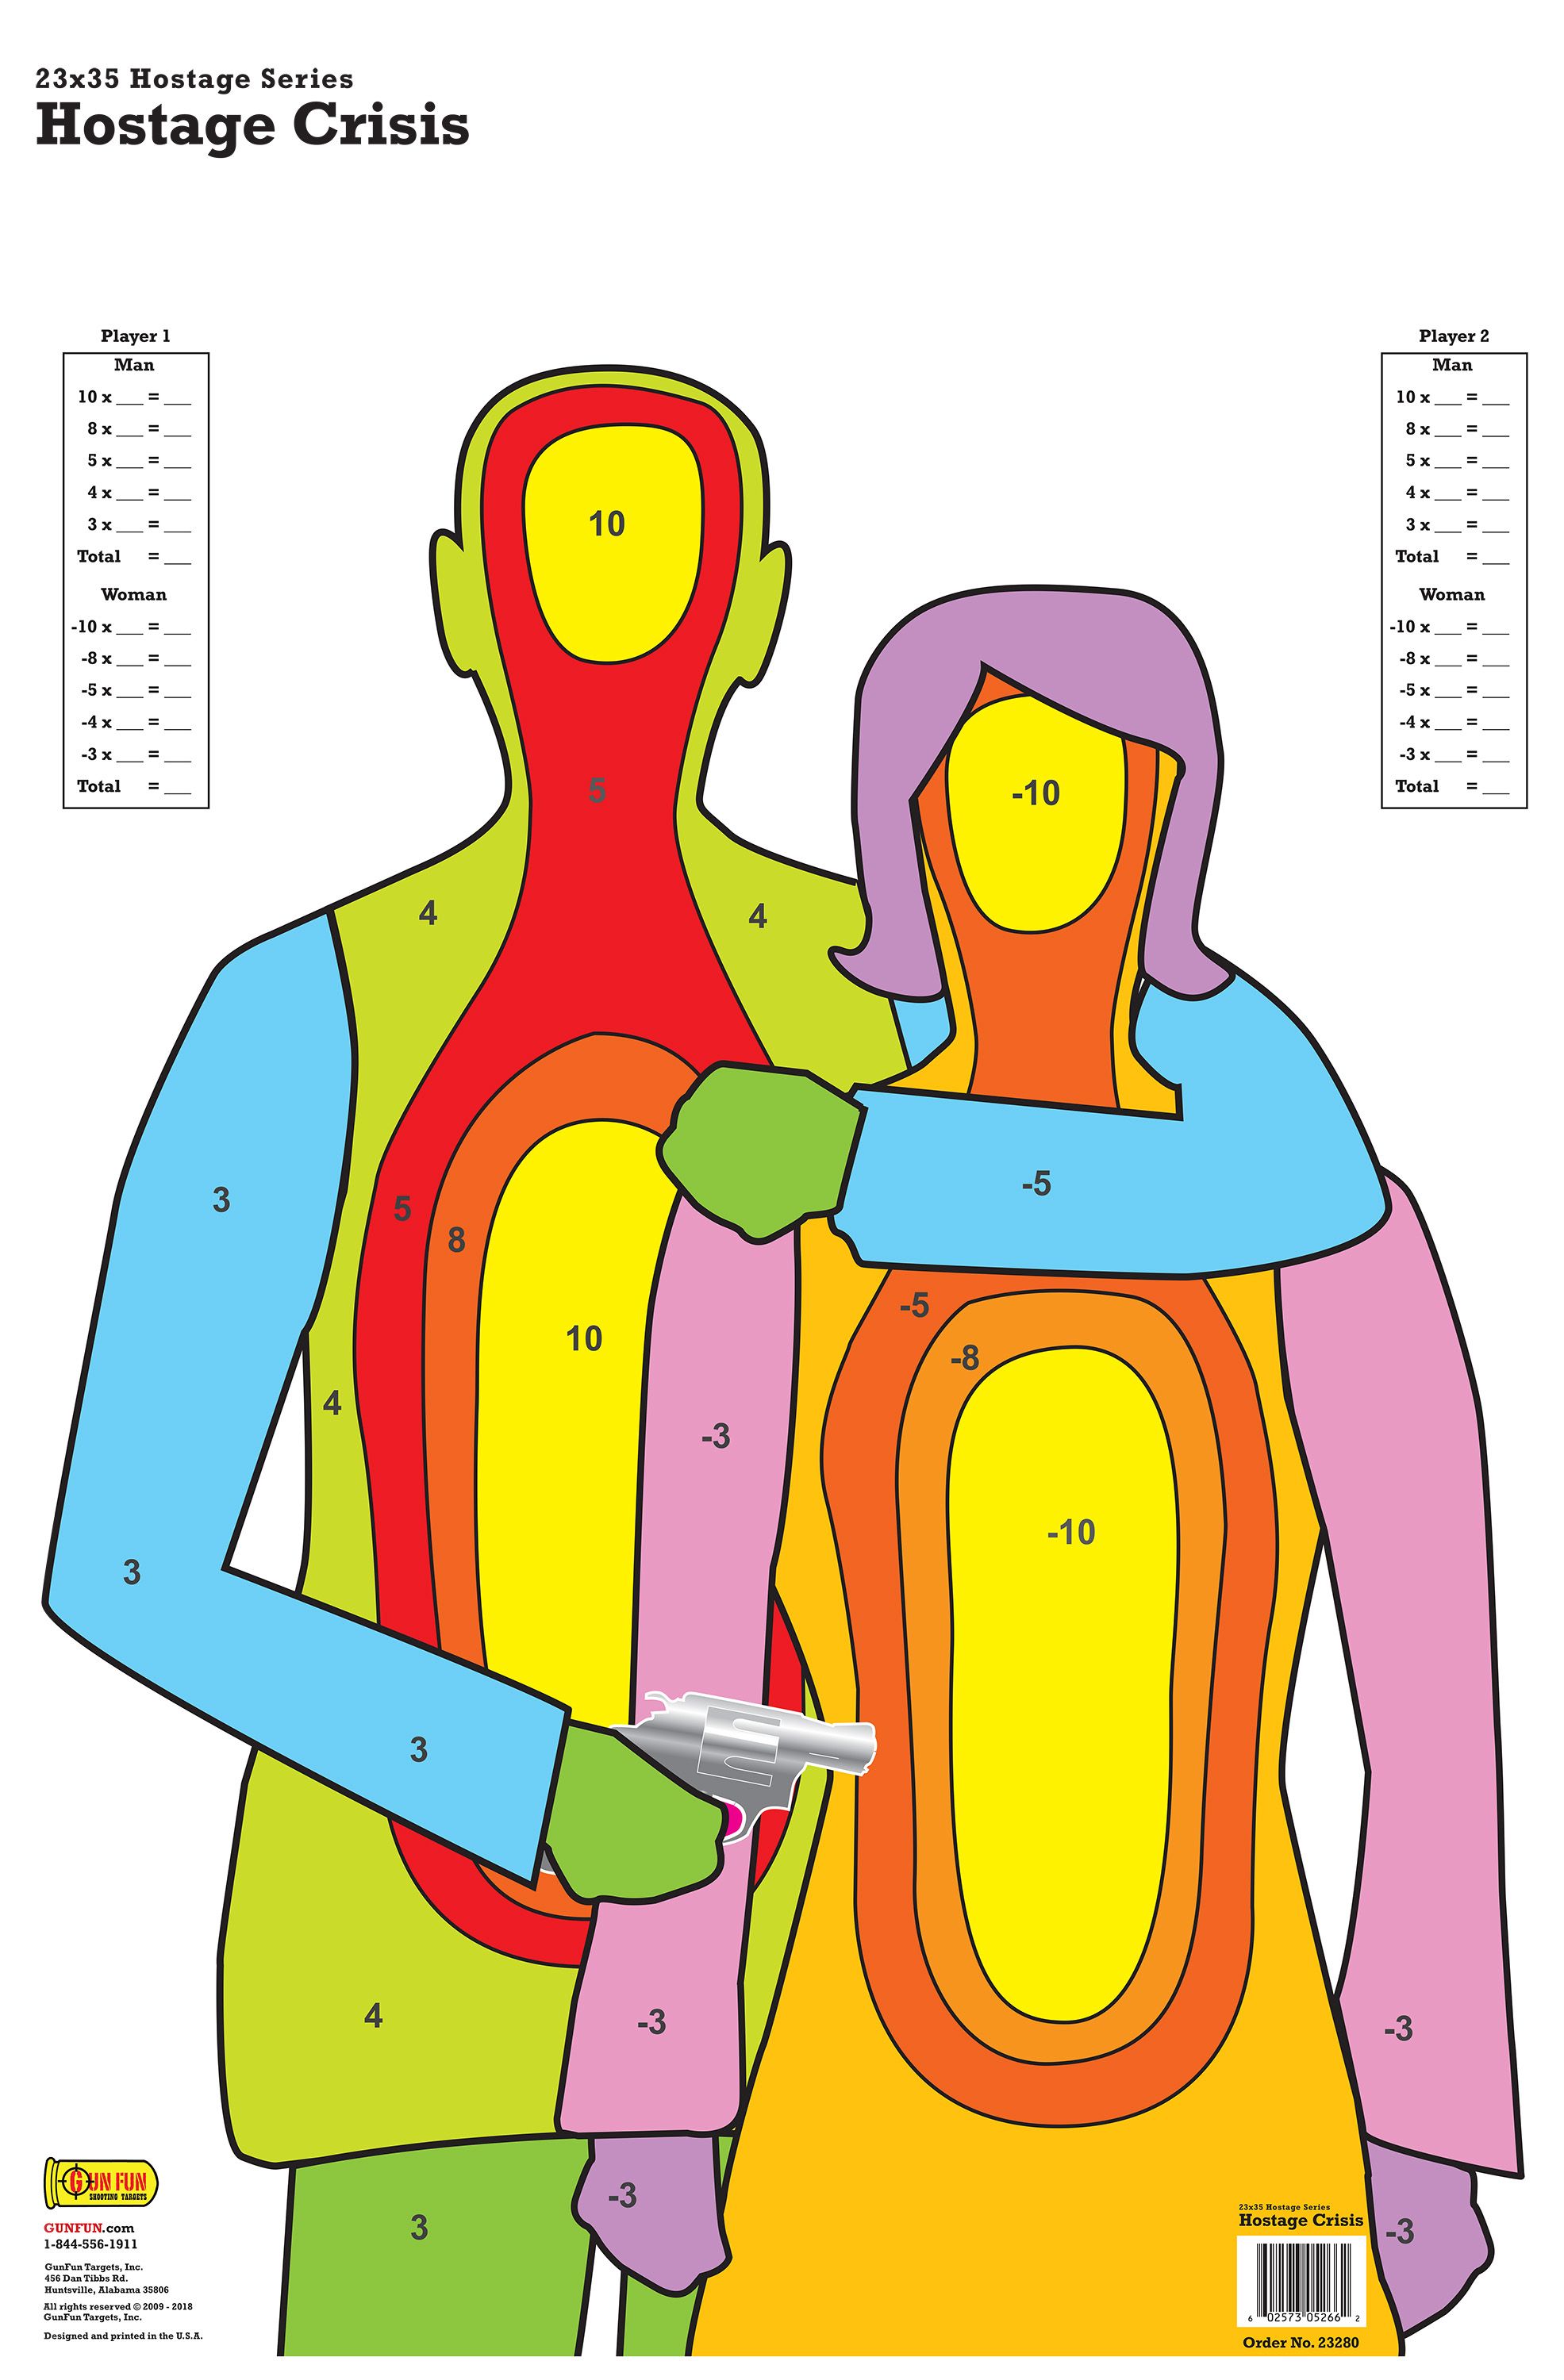 23x35 Hostage Series
Hostage Crisis
Player 1
Man
10 x ___ = ___
8 x ___ = ___
5 x ___ = ___
4 x ___ = ___
3 x ___ = ___
Total = ___
Woman
-10 x ___ = ___
-8 x ___ = ___
-5 x ___ = ___
-4 x ___ = ___
-3 x ___ = ___
Total = ___
Player 2
Man
10 x ___ = ___
8 x ___ = ___
5 x ___ = ___
4 x ___ = ___
3 x ___ = ___
Total = ___
Woman
-10 x ___ = ___
-8 x ___ = ___
-5 x ___ = ___
-4 x ___ = ___
-3 x ___ = ___
Total = ___
10
5
-10
4
4
3
5
8
-5
10
-5
-8
4
-3
-10
3
3
4
-3
-3
3
-3
-3
GUN FUN
SHOOTING TARGETS
GUNFUN.com
1-844-556-1911
GunFun Targets, Inc.
456 Dan Tibbs Rd.
Huntsville, Alabama 35806
All rights reserved © 2009 - 2018
GunFun Targets, Inc.
Designed and printed in the U.S.A.
23x35 Hostage Series
Hostage Crisis
6 02573 05266 2
Order No. 23280